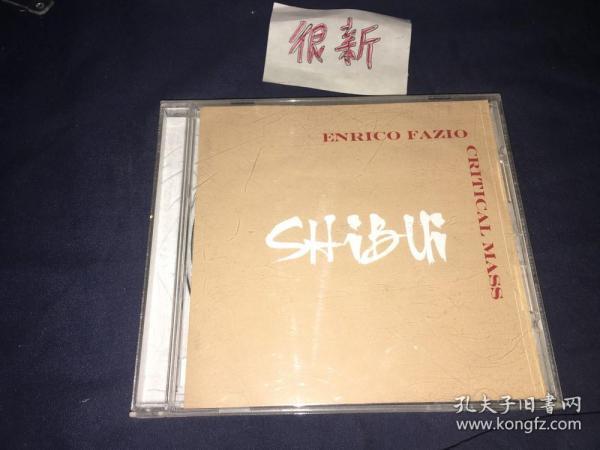 很新
ENRICO FAZIO
CRITICAL MASS
SHiBUi
孔夫子旧书网
www.kongfz.com